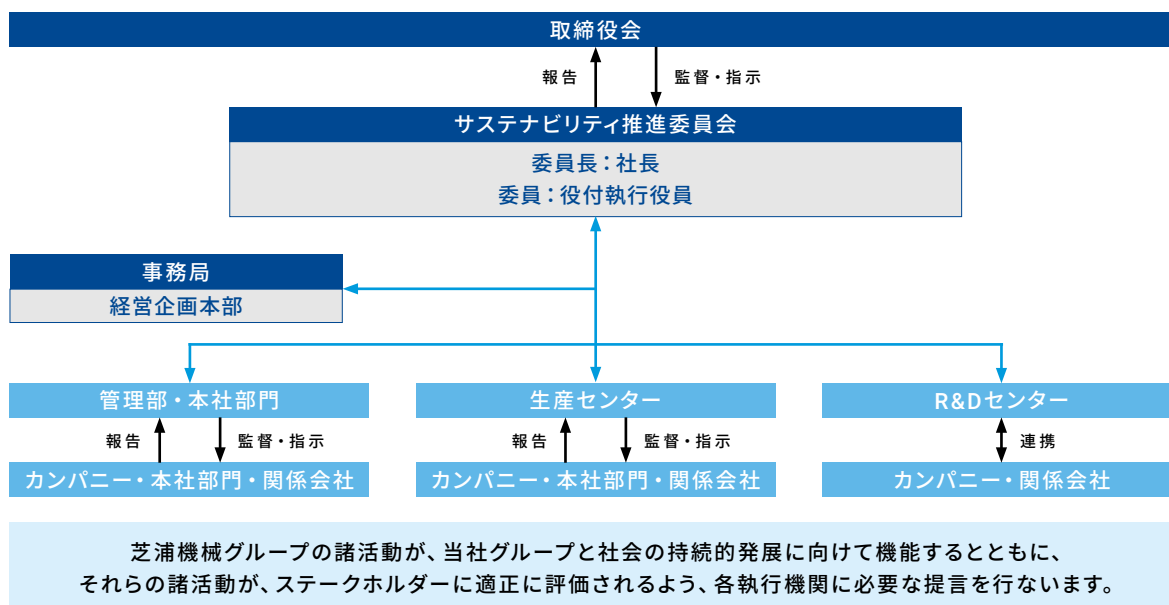 取締役会
報告
監督・指示
サステナビリティ推進委員会
委員長：社長
委員：役付執行役員
事務局
経営企画本部
管理部・本社部門
生産センター
R&Dセンター
報告
監督・指示
報告
監督・指示
連携
カンパニー・本社部門・関係会社
カンパニー・本社部門・関係会社
カンパニー・関係会社
芝浦機械グループの諸活動が、当社グループと社会の持続的発展に向けて機能するとともに、
それらの諸活動が、ステークホルダーに適正に評価されるよう、各執行機関に必要な提言を行ないます。